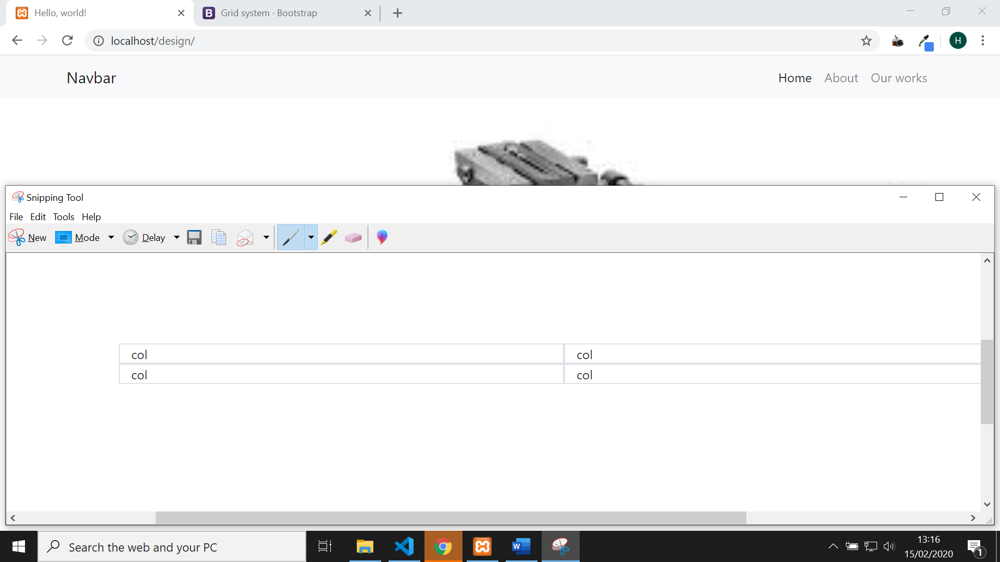 Hello, world!
Grid system · Bootstrap
localhost/design/
H
Navbar
Home About Our works
Snipping Tool
File Edit Tools Help
New Mode Delay
col col
col col
Search the web and your PC
W
13:16
15/02/2020
1